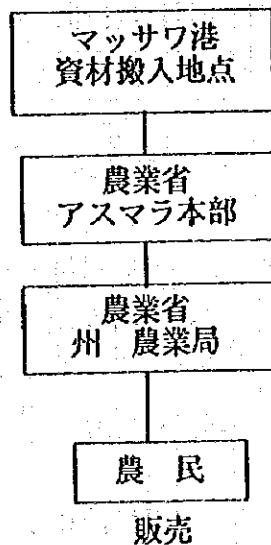 マッサワ港
資材搬入地点
農業省
アスマラ本部
農業省
州　農業局
農　民
販売